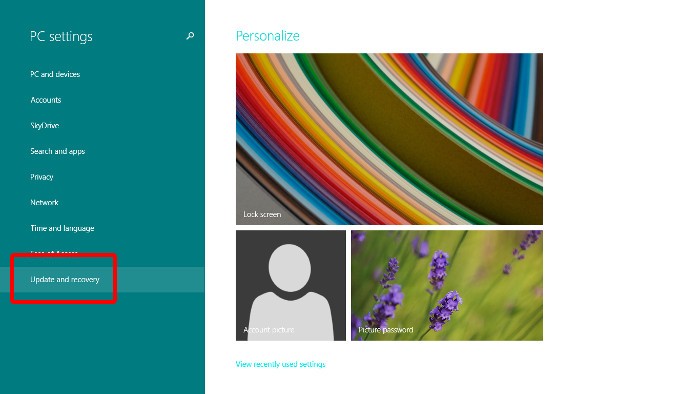 PC settings
PC and devices
Accounts
SkyDrive
Search and apps
Privacy
Network
Time and language
Update and recovery
Personalize
Lock screen
Account picture
Picture password
View recently used settings